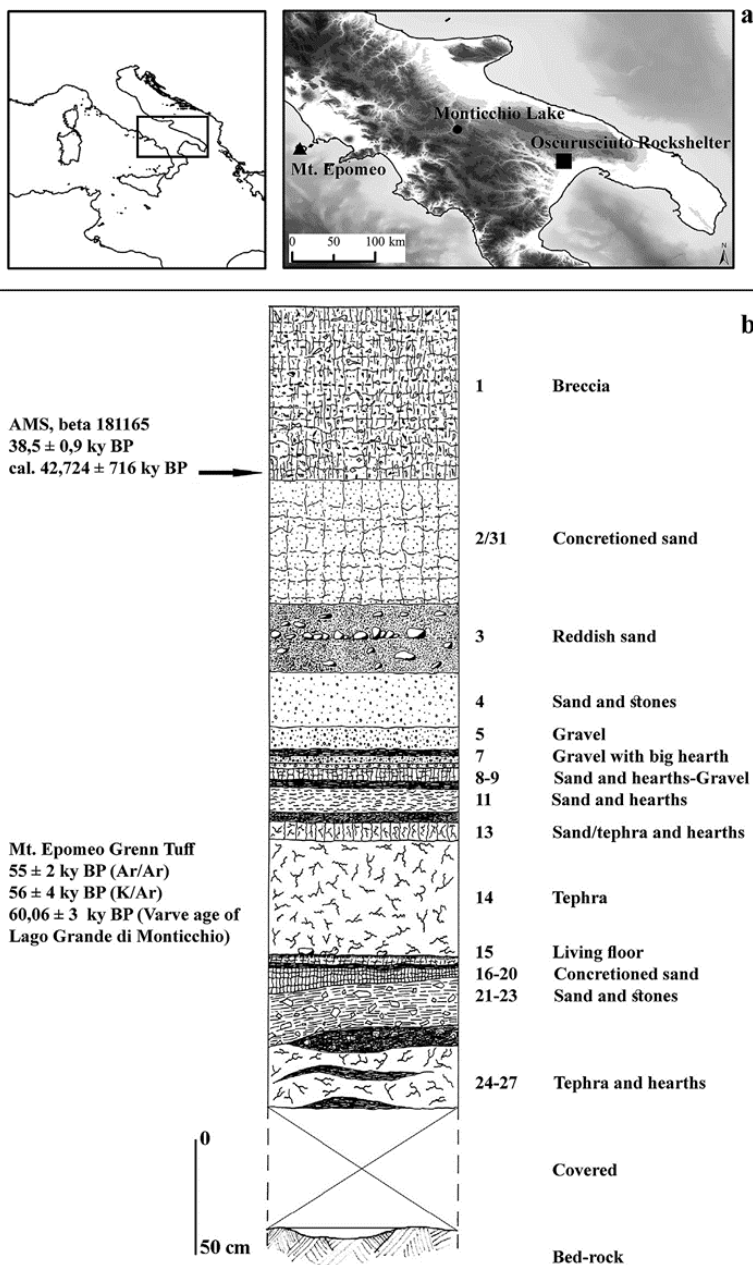 a
Monticchio Lake
Oscurusciuto Rockshelter
Mt. Epomeo
0 50 100 km
N
b
1 Breccia
AMS, beta 181165
38,5 ± 0,9 ky BP
cal. 42,724 ± 716 ky BP
2/31 Concretioned sand
3 Reddish sand
4 Sand and stones
5 Gravel
7 Gravel with big hearth
8-9 Sand and hearths-Gravel
11 Sand and hearths
13 Sand/tephra and hearths
Mt. Epomeo Grenn Tuff
55 ± 2 ky BP (Ar/Ar)
56 ± 4 ky BP (K/Ar)
60,06 ± 3 ky BP (Varve age of
Lago Grande di Monticchio)
14 Tephra
15 Living floor
16-20 Concretioned sand
21-23 Sand and stones
24-27 Tephra and hearths
0
50 cm
Covered
Bed-rock